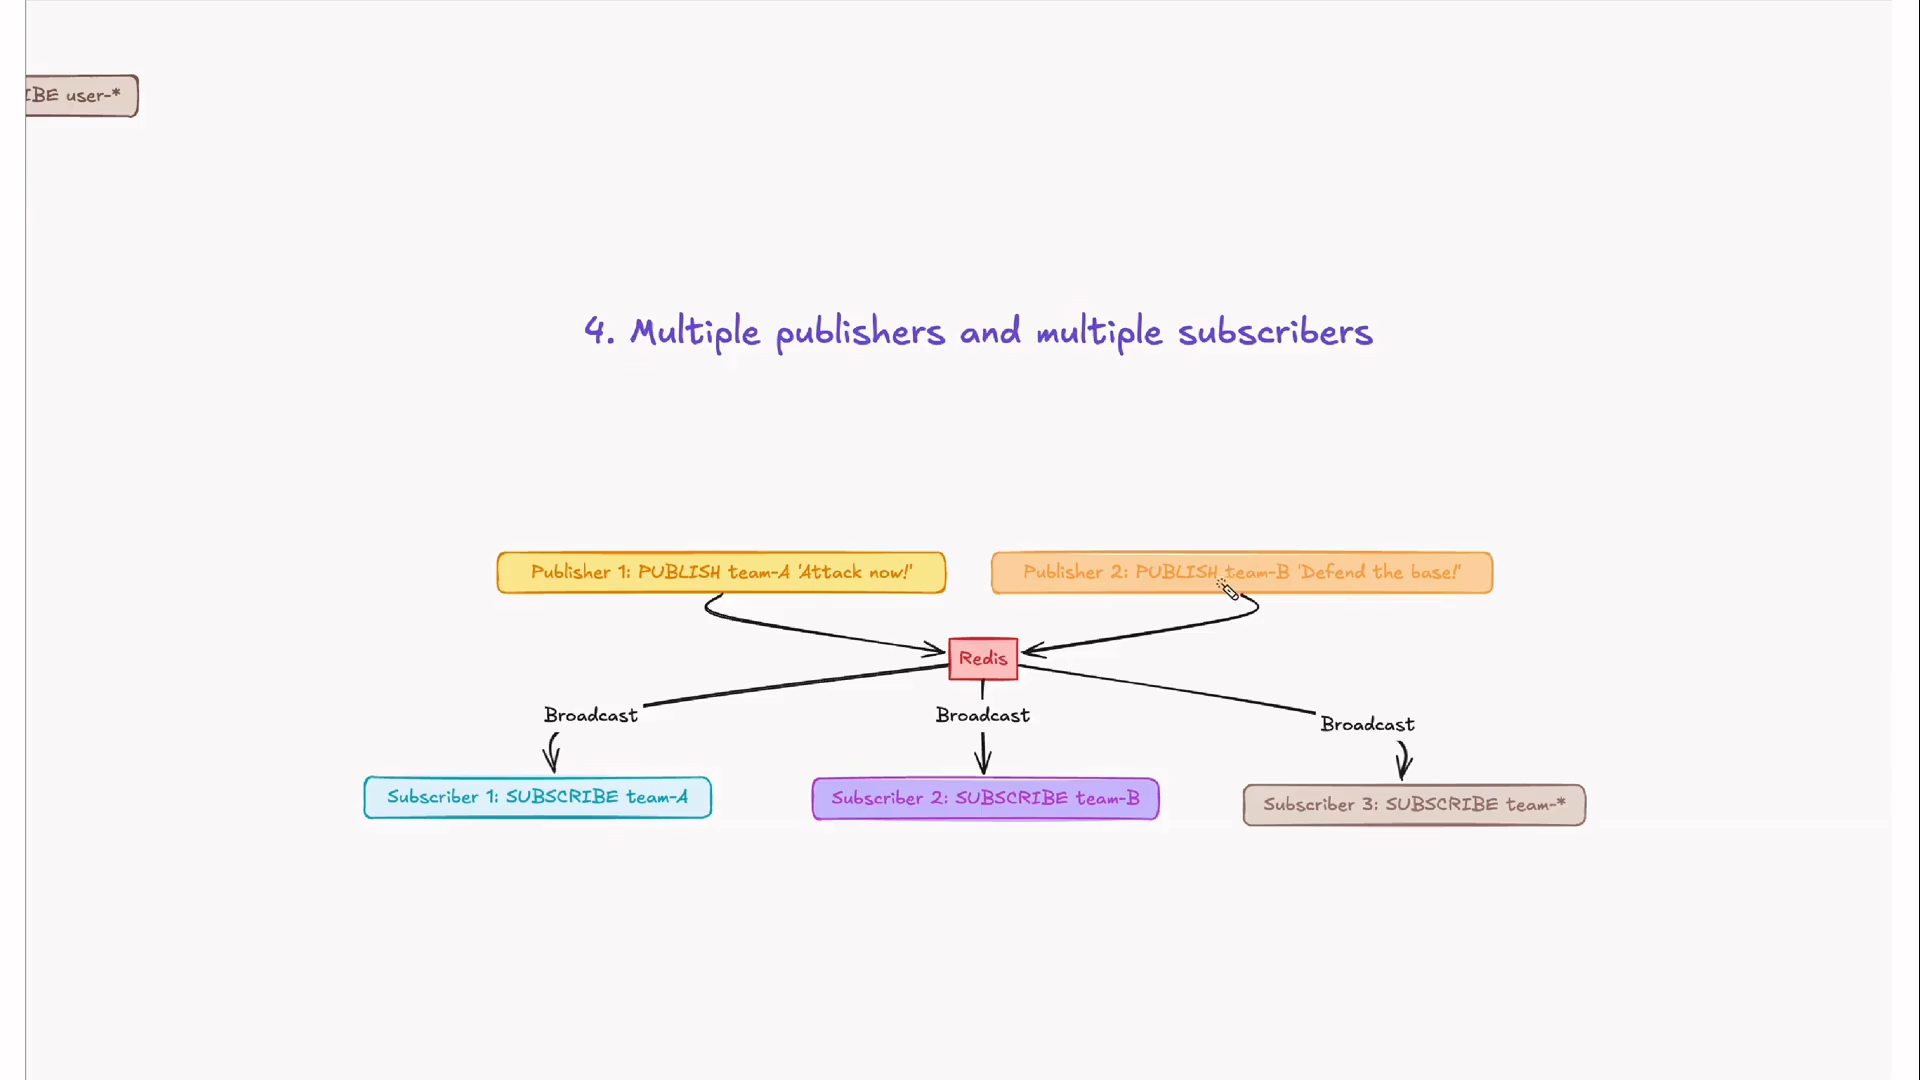 IBE user-*
4. Multiple publishers and multiple subscribers
Publisher 1: PUBLISH team-A 'Attack now!'
Publisher 2: PUBLISH team-B 'Defend the base!'
Redis
Broadcast
Broadcast
Broadcast
Subscriber 1: SUBSCRIBE team-A
Subscriber 2: SUBSCRIBE team-B
Subscriber 3: SUBSCRIBE team-*